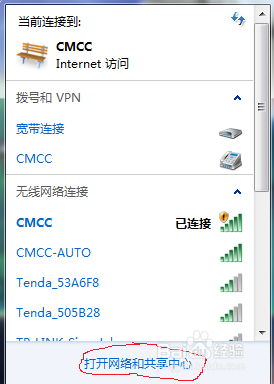 当前连接到:
CMCC
Internet 访问
拨号和 VPN
宽带连接
CMCC
无线网络连接
CMCC 已连接
CMCC-AUTO
Tenda_53A6F8
Tenda_505B28
打开网络和共享中心